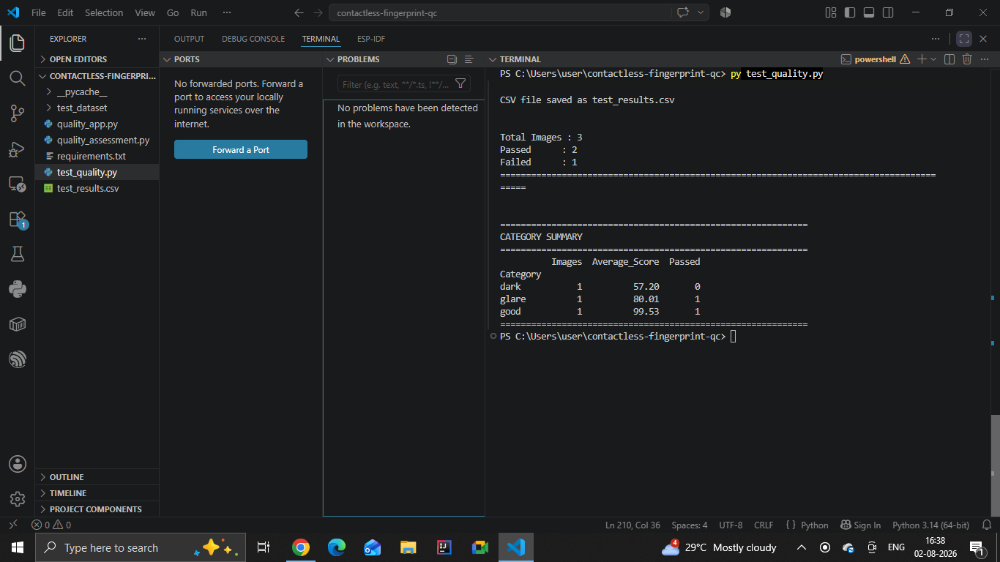 File Edit Selection View Go Run ···
contactless-fingerprint-qc
EXPLORER ···
OPEN EDITORS
CONTACTLESS-FINGERPRI...
__pycache__
test_dataset
quality_app.py
quality_assessment.py
requirements.txt
test_quality.py
test_results.csv
OUTLINE
TIMELINE
PROJECT COMPONENTS
1
OUTPUT DEBUG CONSOLE TERMINAL ESP-IDF ···
PORTS
No forwarded ports. Forward a
port to access your locally
running services over the
internet.
Forward a Port
PROBLEMS
Filter (e.g. text, **/*.ts, !**/...
No problems have been detected
in the workspace.
TERMINAL
powershell ···
PS C:\Users\user\contactless-fingerprint-qc> py test_quality.py
CSV file saved as test_results.csv
Total Images : 3
Passed : 2
Failed : 1
=====================================================================================
=====
============================================================
CATEGORY SUMMARY
============================================================
Images Average_Score Passed
Category
dark 1 57.20 0
glare 1 80.01 1
good 1 99.53 1
============================================================
PS C:\Users\user\contactless-fingerprint-qc>
0 0
Ln 210, Col 36 Spaces: 4 UTF-8 CRLF { } Python Sign In Python 3.14 (64-bit)
Type here to search
4
29°C Mostly cloudy
ENG
16:38
02-08-2026
1